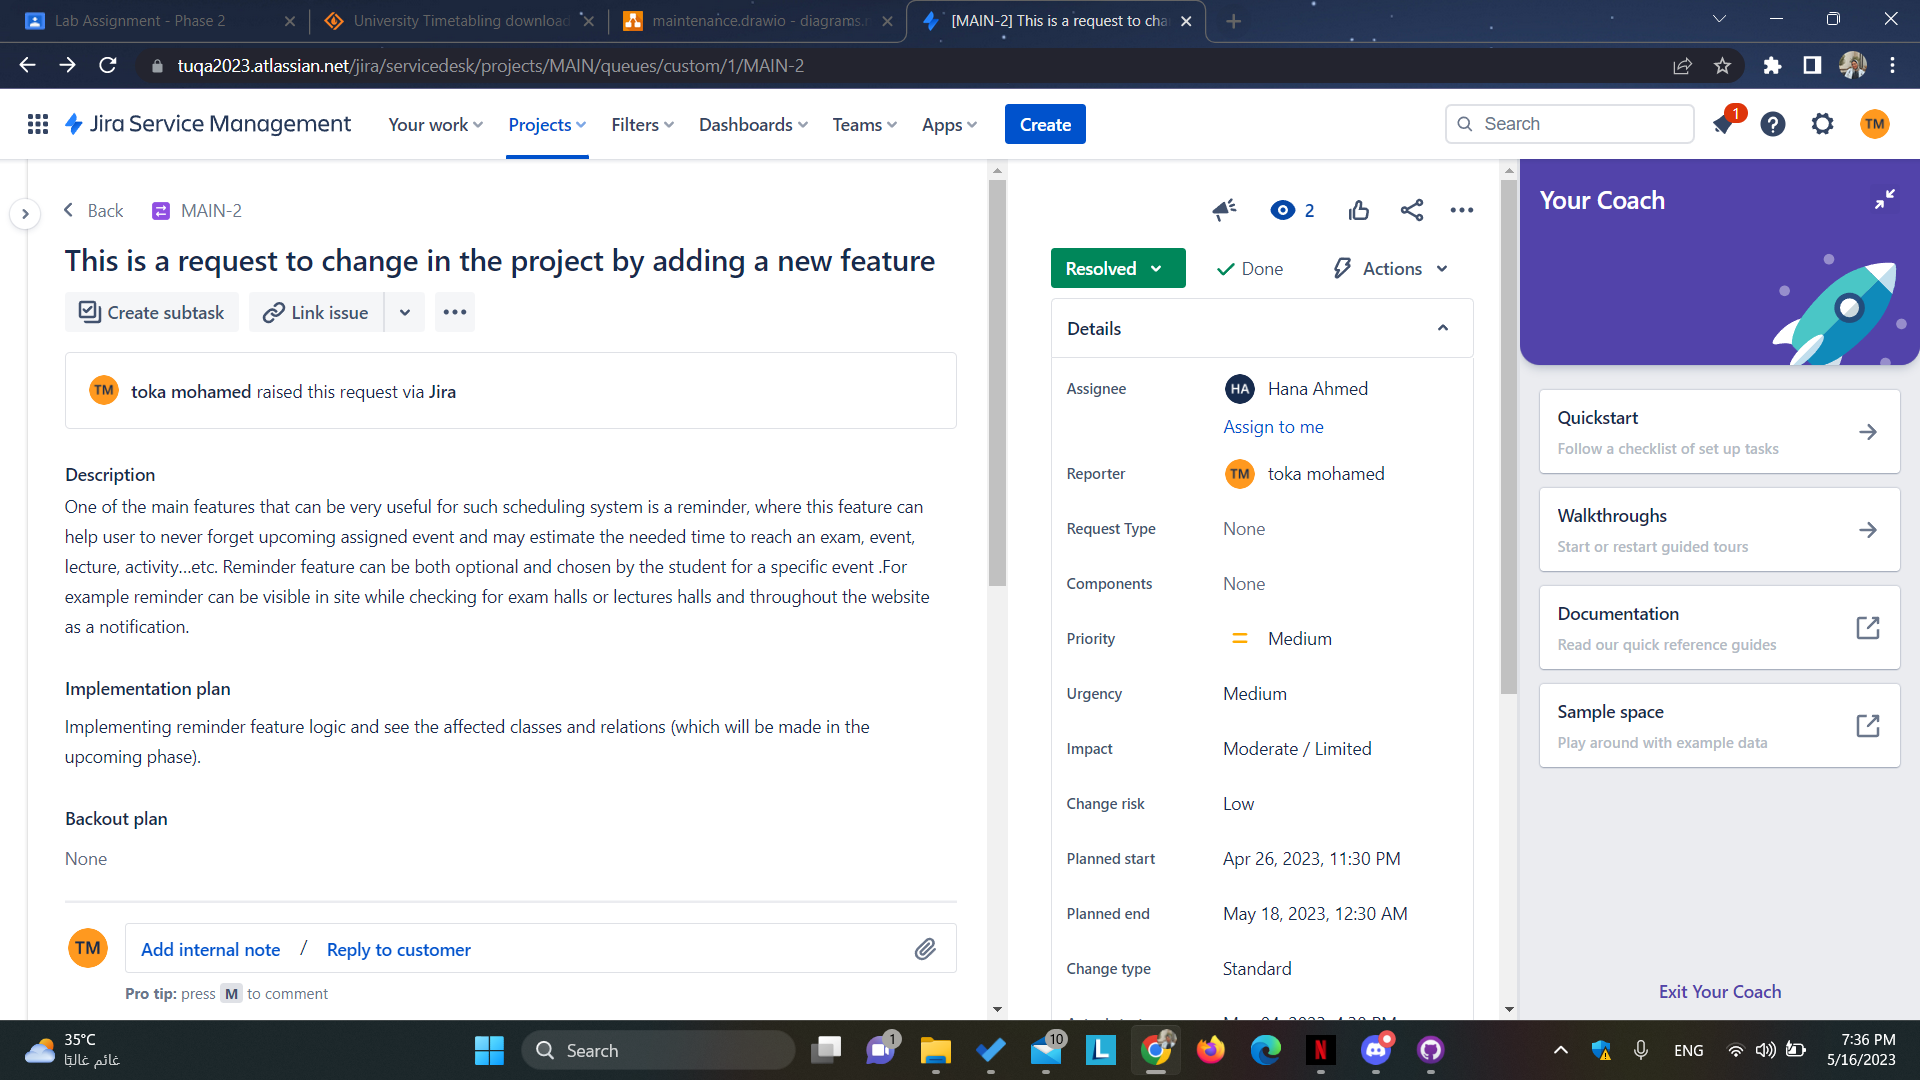 Lab Assignment - Phase 2
University Timetabling download
maintenance.drawio - diagrams.n
[MAIN-2] This is a request to cha
tuqa2023.atlassian.net/jira/servicedesk/projects/MAIN/queues/custom/1/MAIN-2
Jira Service Management
Your work
Projects
Filters
Dashboards
Teams
Apps
Create
Search
1
TM
Back
MAIN-2
This is a request to change in the project by adding a new feature
Create subtask
Link issue
TM
toka mohamed raised this request via Jira
Description
One of the main features that can be very useful for such scheduling system is a reminder, where this feature can
help user to never forget upcoming assigned event and may estimate the needed time to reach an exam, event,
lecture, activity...etc. Reminder feature can be both optional and chosen by the student for a specific event .For
example reminder can be visible in site while checking for exam halls or lectures halls and throughout the website
as a notification.
Implementation plan
Implementing reminder feature logic and see the affected classes and relations (which will be made in the
upcoming phase).
Backout plan
None
TM
Add internal note / Reply to customer
Pro tip: press M to comment
2
Resolved
Done
Actions
Details
Assignee
HA Hana Ahmed
Assign to me
Reporter
TM toka mohamed
Request Type
None
Components
None
Priority
Medium
Urgency
Medium
Impact
Moderate / Limited
Change risk
Low
Planned start
Apr 26, 2023, 11:30 PM
Planned end
May 18, 2023, 12:30 AM
Change type
Standard
Your Coach
Quickstart
Follow a checklist of set up tasks
Walkthroughs
Start or restart guided tours
Documentation
Read our quick reference guides
Sample space
Play around with example data
Exit Your Coach
35°C
غائم غالبًا
Search
1
10
L
N
ENG
7:36 PM
5/16/2023